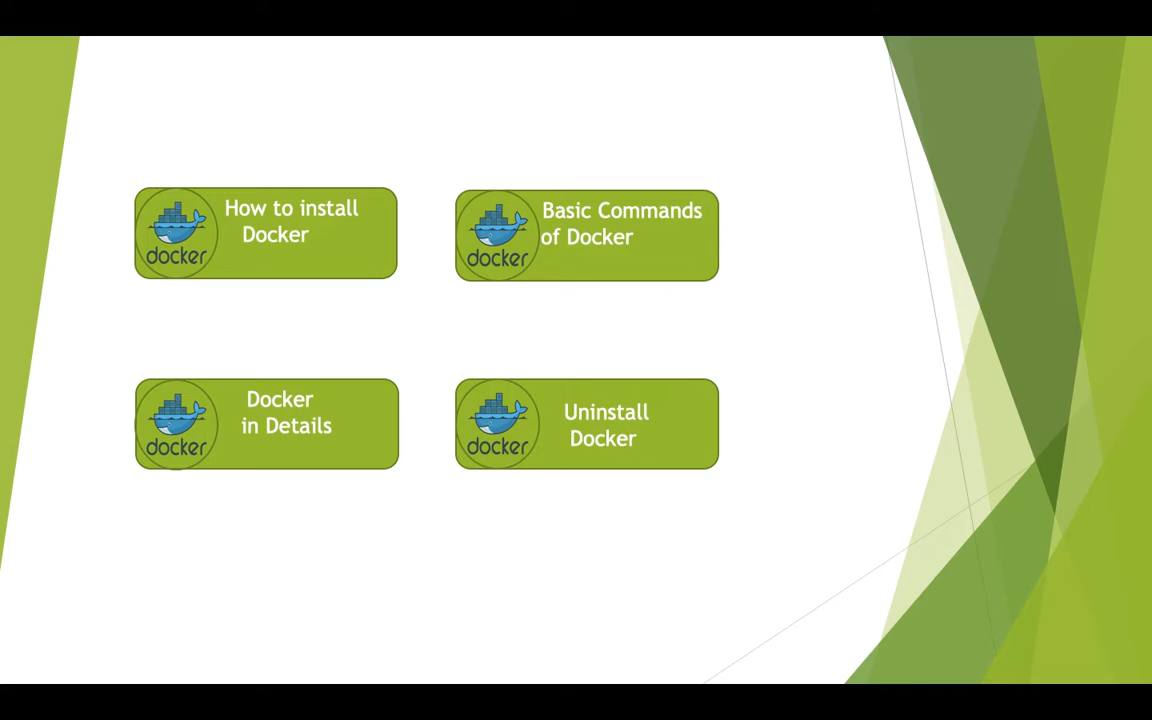 docker
How to install
Docker
docker
Basic Commands
of Docker
docker
Docker
in Details
docker
Uninstall
Docker